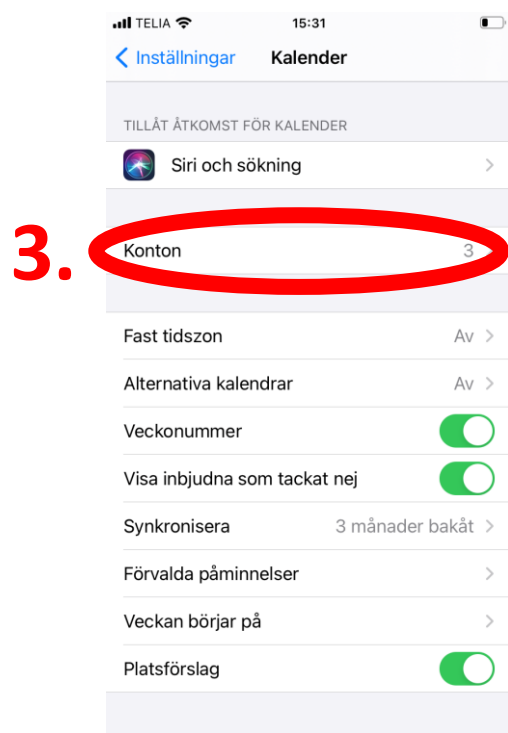 TELIA 15:31
Inställningar Kalender
TILLÅT ÅTKOMST FÖR KALENDER
Siri och sökning
3.
Konton 3
Fast tidszon Av
Alternativa kalendrar Av
Veckonummer
Visa inbjudna som tackat nej
Synkronisera 3 månader bakåt
Förvalda påminnelser
Veckan börjar på
Platsförslag